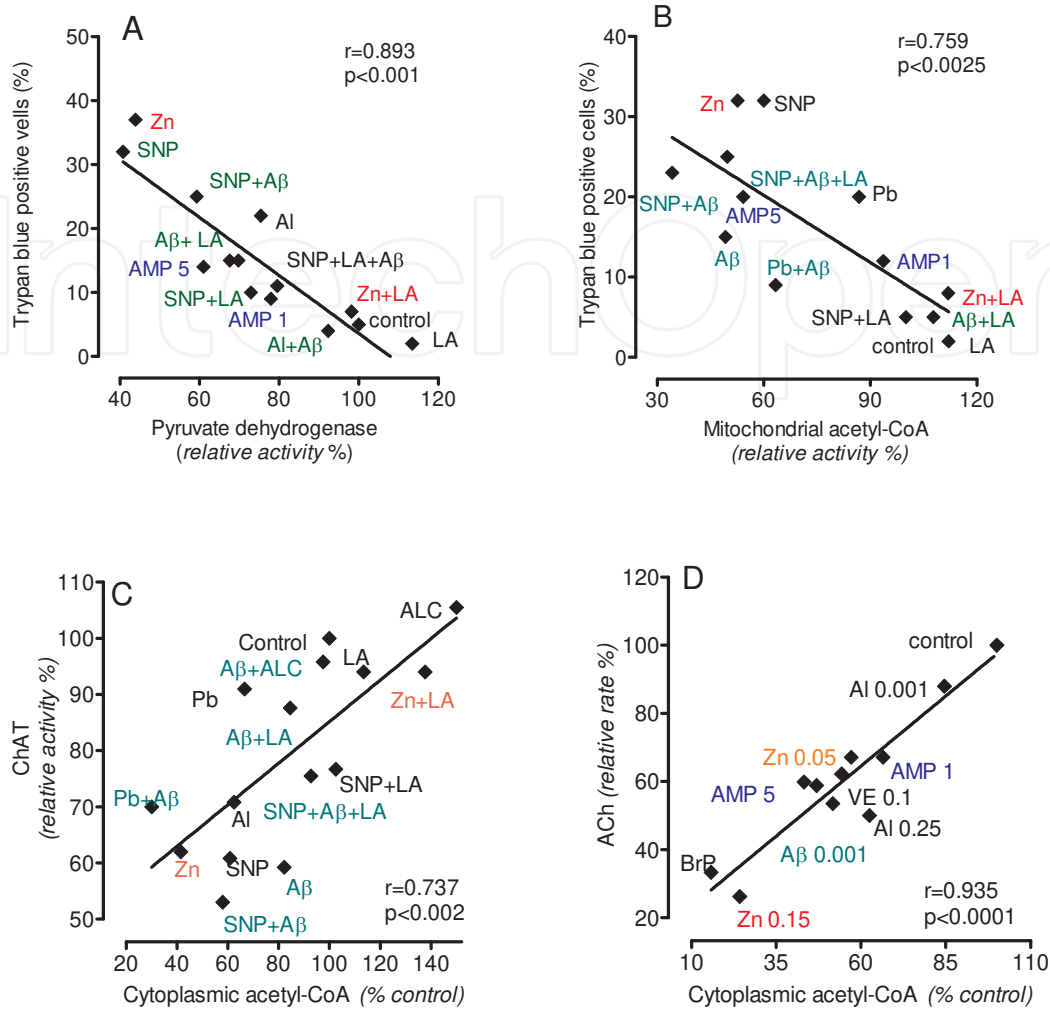 A
r=0.893
p<0.001
50
40
30
20
10
0
Trypan blue positive vells (%)
Zn
SNP
SNP+Aβ
Al
Aβ+ LA
SNP+LA+Aβ
AMP 5
SNP+LA
Zn+LA
AMP 1
control
Al+Aβ
LA
40 60 80 100 120
Pyruvate dehydrogenase
(relative activity %)
B
r=0.759
p<0.0025
40
30
20
10
0
Trypan blue positive cells (%)
Zn
SNP
SNP+Aβ+LA
Pb
SNP+Aβ
AMP5
Aβ
Pb+Aβ
AMP1
Zn+LA
SNP+LA
Aβ+LA
control
LA
30 60 90 120
Mitochondrial acetyl-CoA
(relative activity %)
C
110
100
90
80
70
60
50
ChAT
(relative activity %)
ALC
Control
LA
Aβ+ALC
Pb
Zn+LA
Aβ+LA
SNP+LA
Pb+Aβ
Al
SNP+Aβ+LA
Zn
SNP
Aβ
SNP+Aβ
r=0.737
p<0.002
20 40 60 80 100 140
Cytoplasmic acetyl-CoA (% control)
D
120
100
80
60
40
20
ACh (relative rate %)
control
Al 0.001
Zn 0.05
AMP 1
AMP 5
VE 0.1
Al 0.25
Aβ 0.001
BrP
Zn 0.15
r=0.935
p<0.0001
10 35 60 85 110
Cytoplasmic acetyl-CoA (% control)
IntechOpen